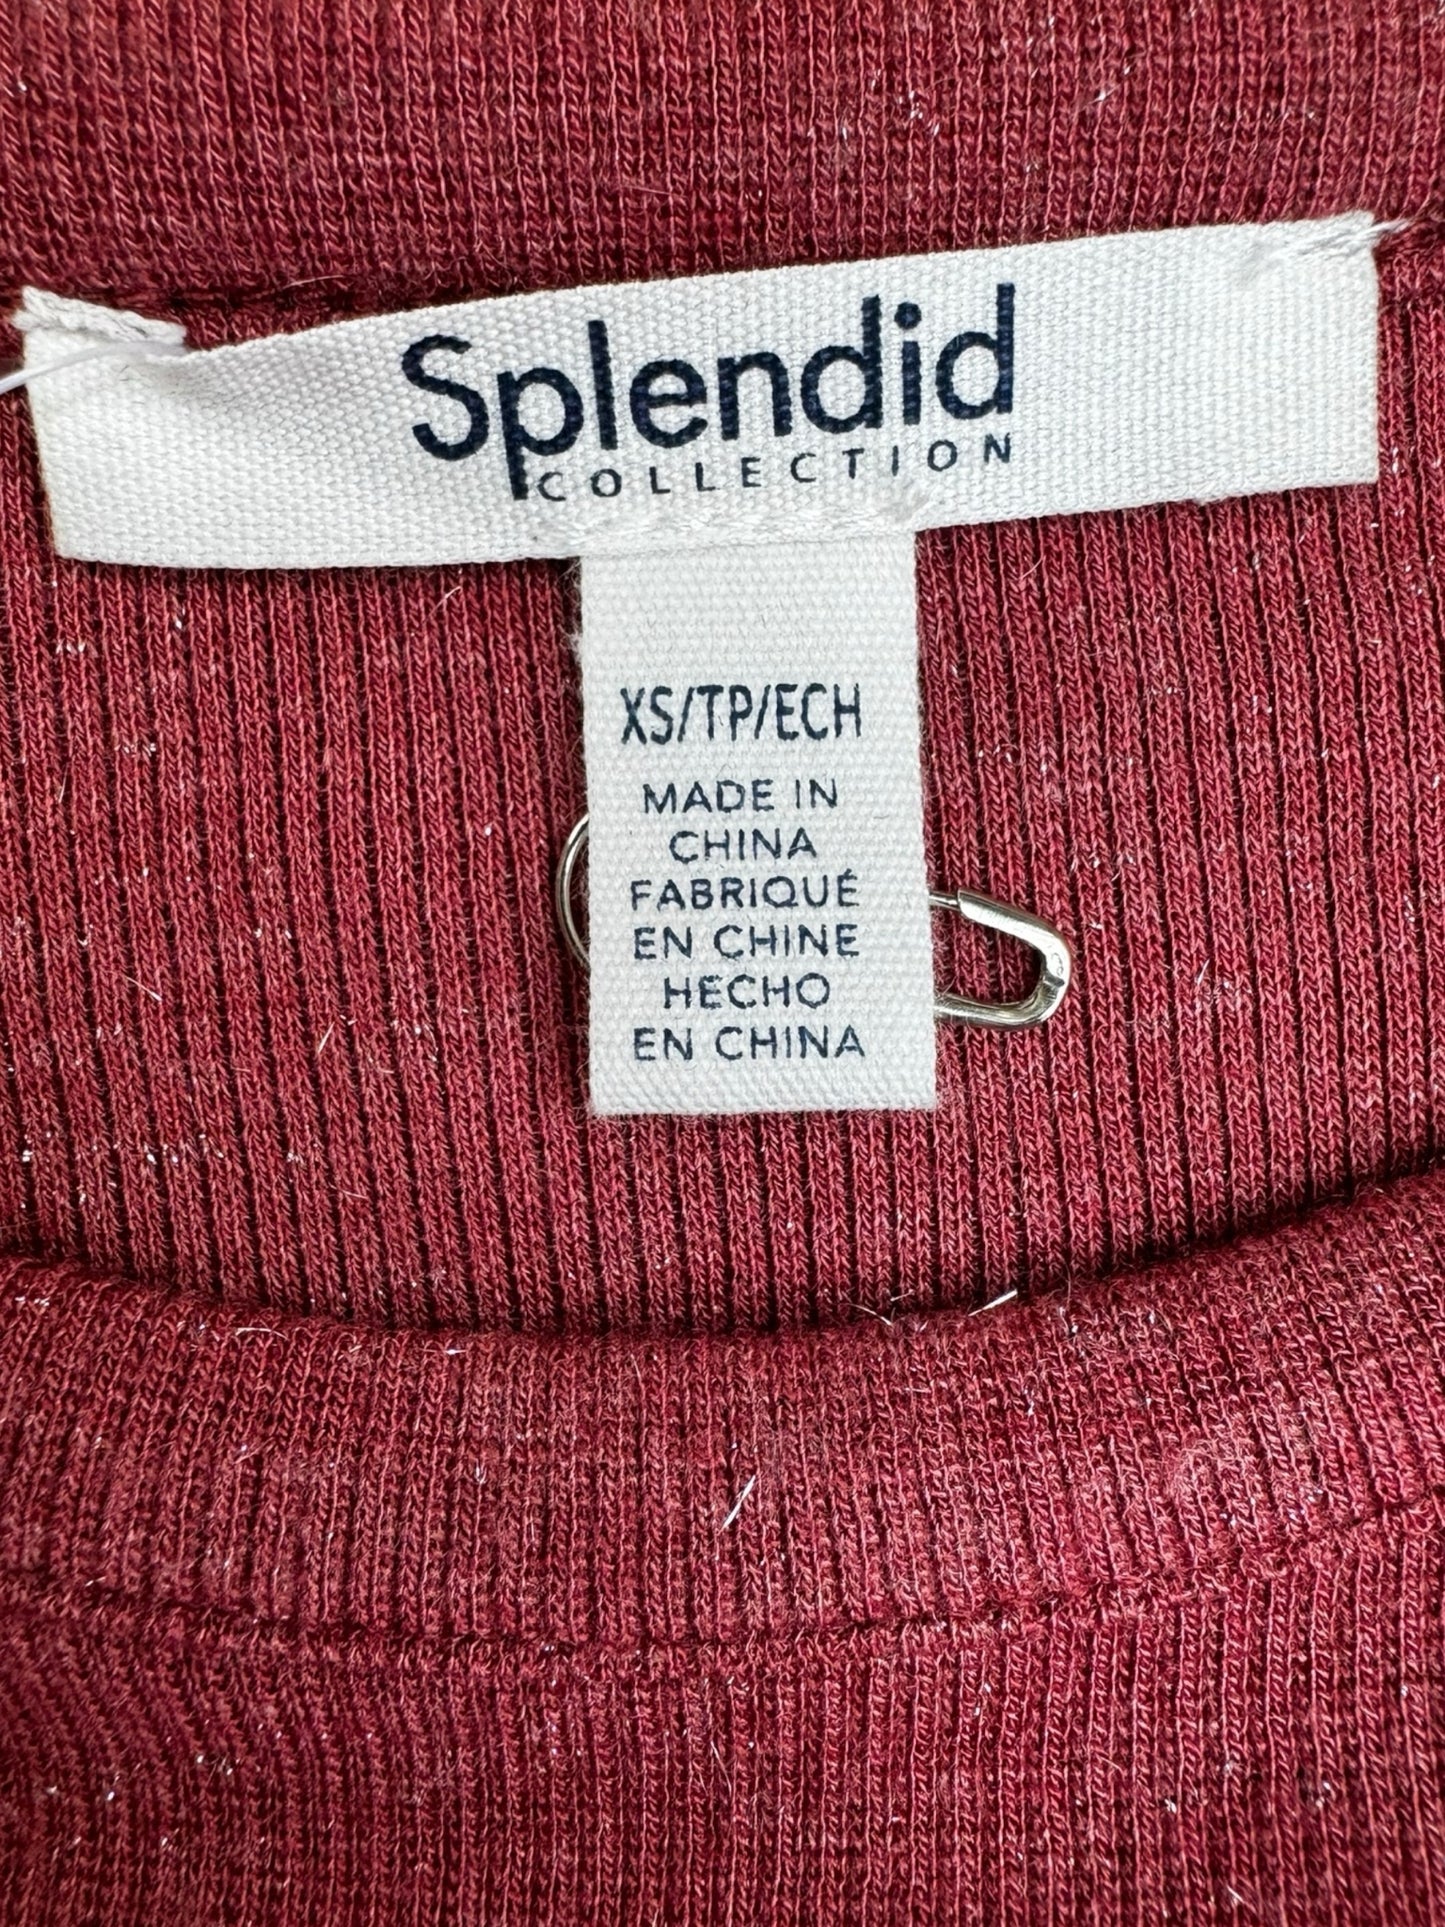 Splendid
COLLECTION
XS/TP/ECH
MADE IN
CHINA
FABRIQUÉ
EN CHINE
HECHO
EN CHINA